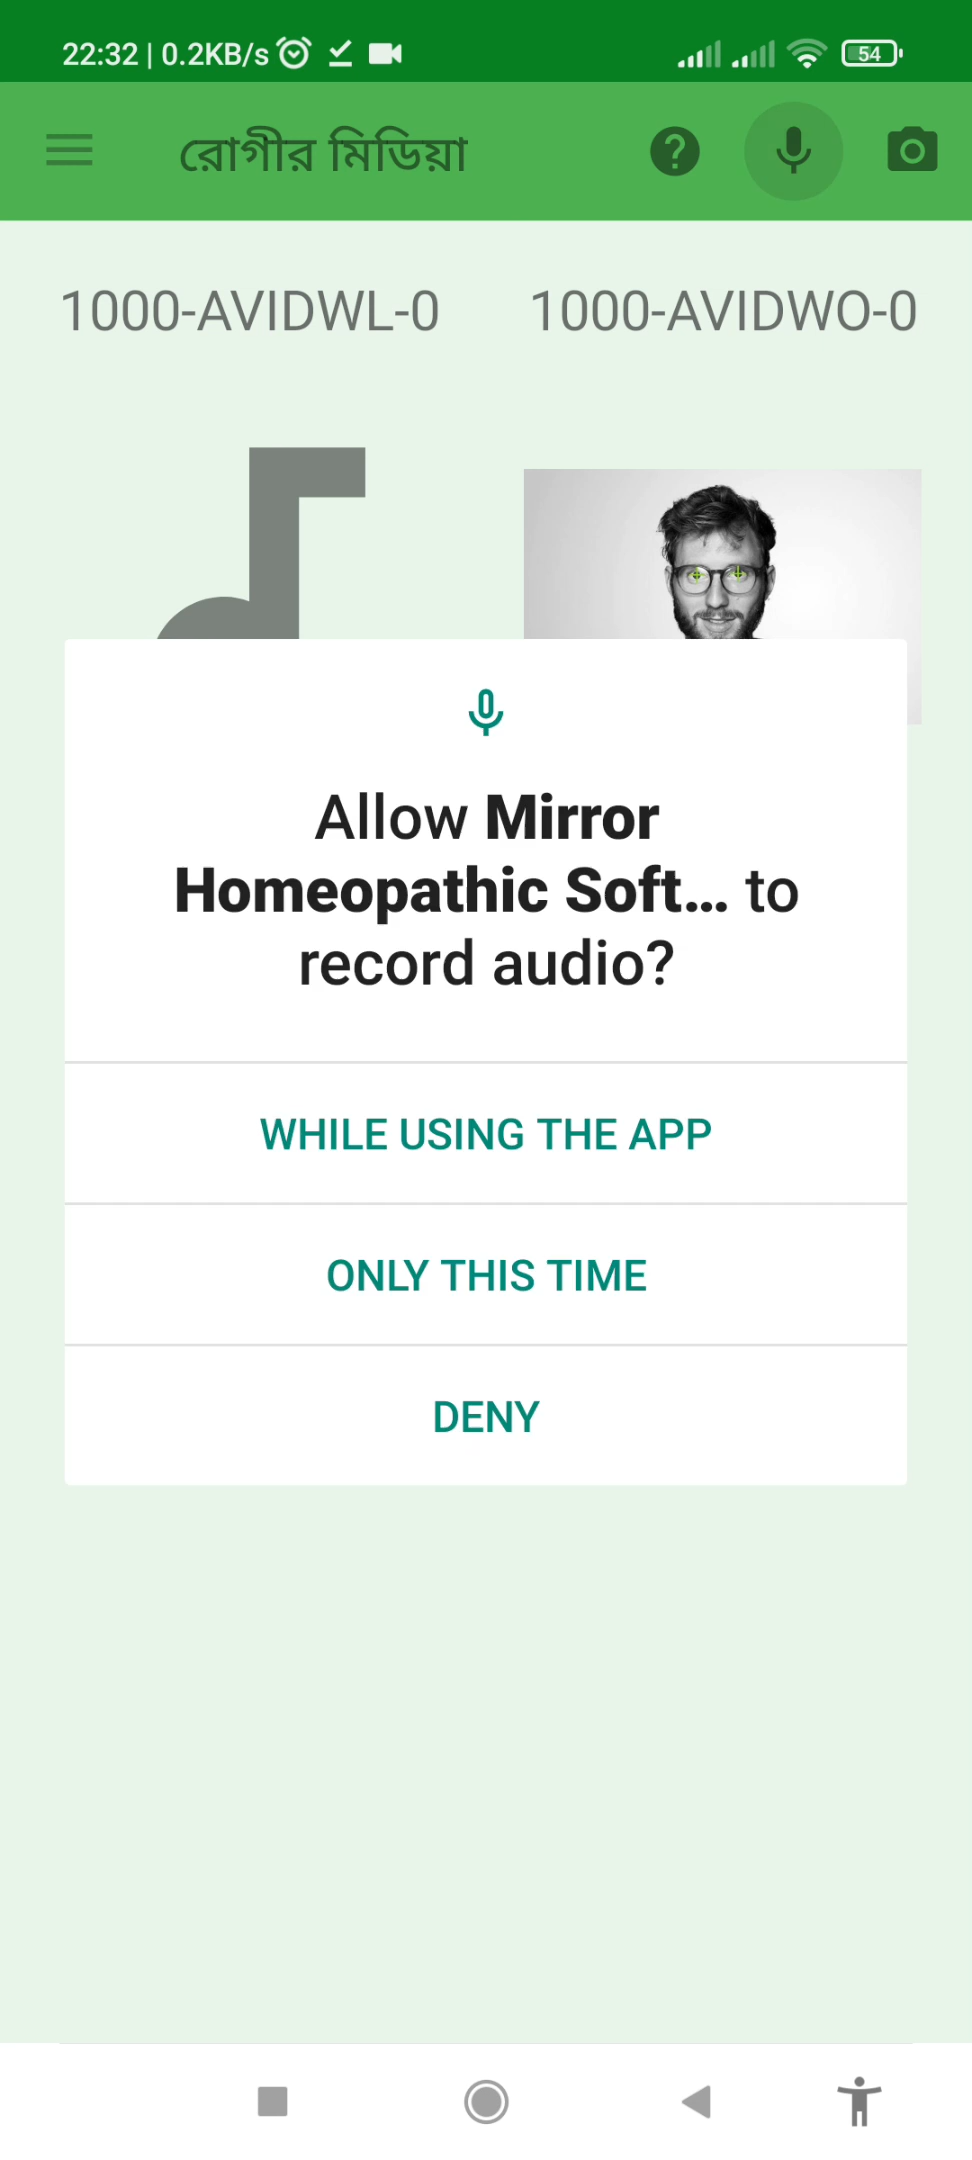 22:32 | 0.2KB/s 54
রোগীর মিডিয়া
1000-AVIDWL-0 1000-AVIDWO-0
Allow Mirror
Homeopathic Soft... to
record audio?
WHILE USING THE APP
ONLY THIS TIME
DENY